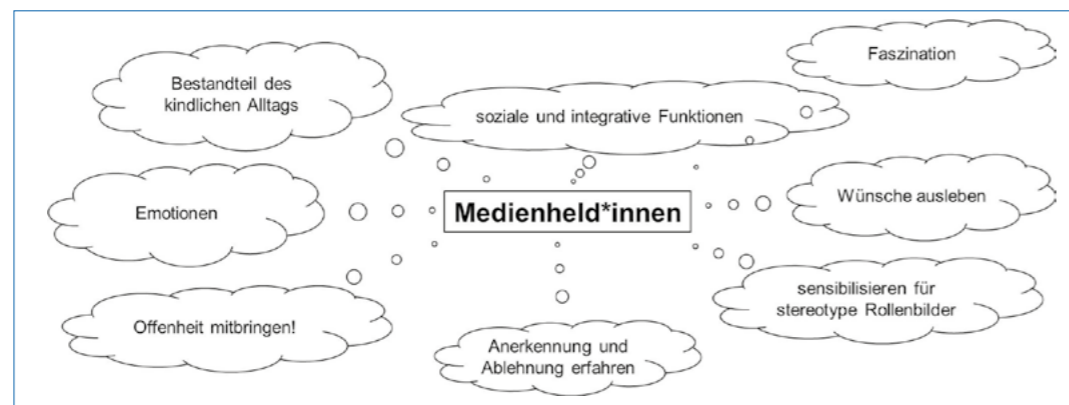 Faszination
Bestandteil des
kindlichen Alltags
soziale und integrative Funktionen
Emotionen
Medienheld*innen
Wünsche ausleben
Offenheit mitbringen!
sensibilisieren für
stereotype Rollenbilder
Anerkennung und
Ablehnung erfahren